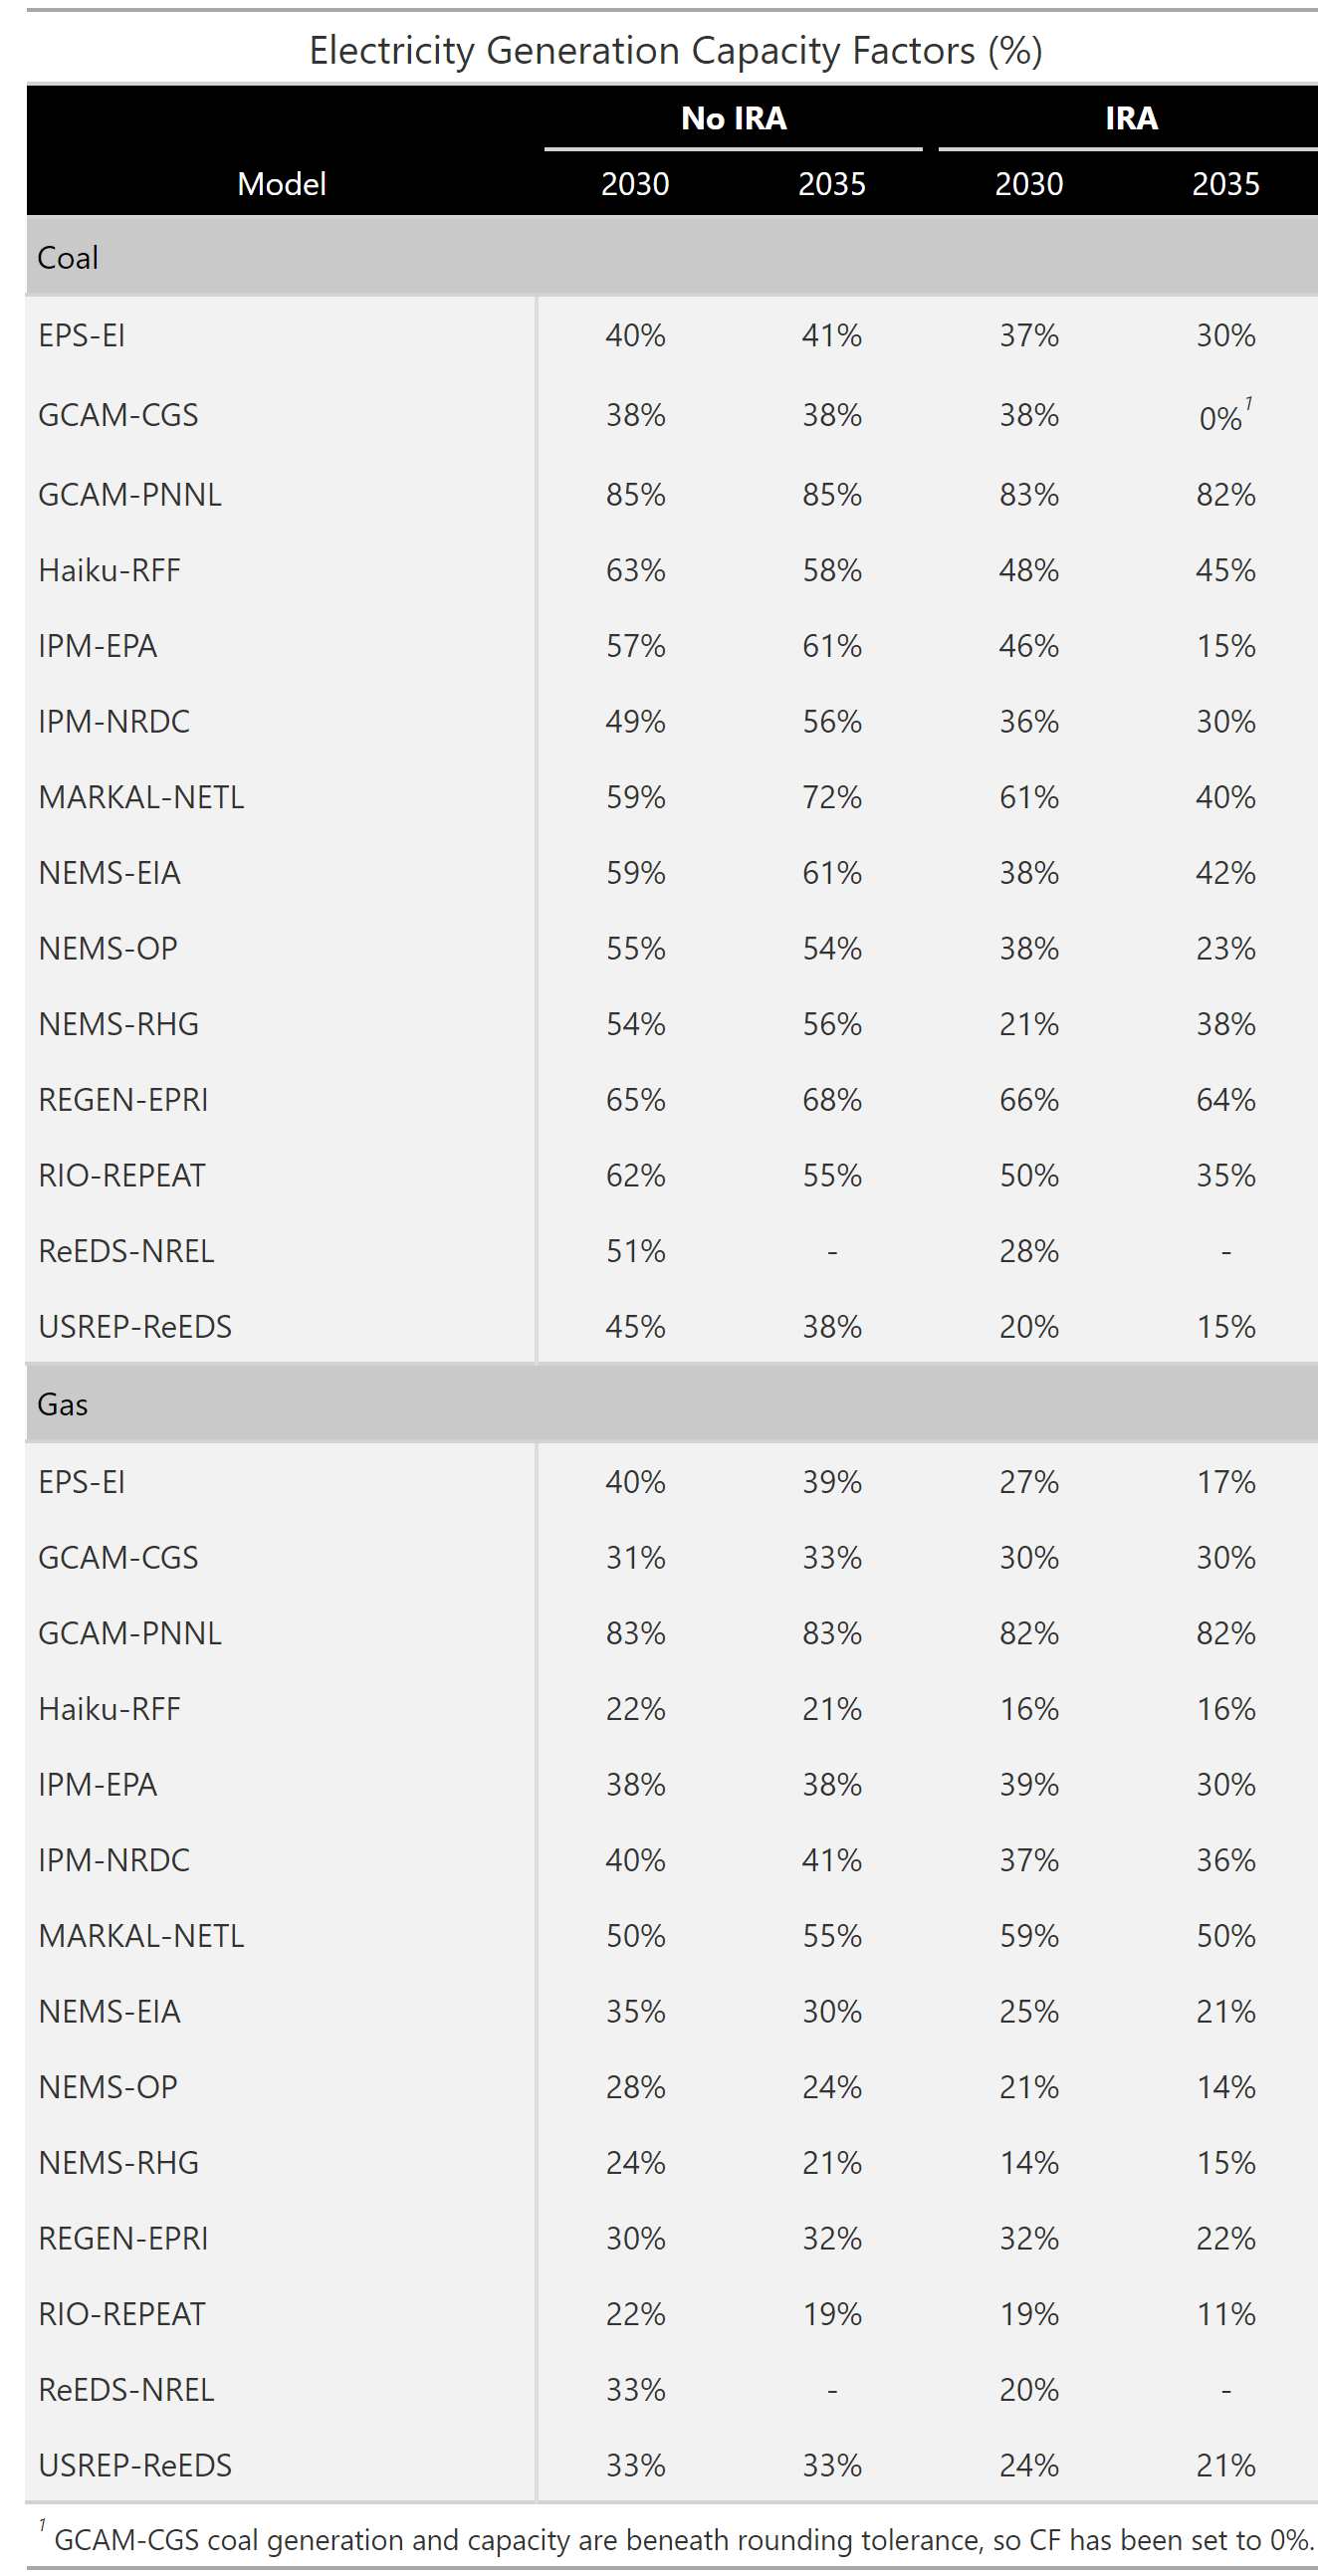 Electricity Generation Capacity Factors (%)
No IRA IRA
Model 2030 2035 2030 2035
Coal
EPS-EI 40% 41% 37% 30%
GCAM-CGS 38% 38% 38% 0%1
GCAM-PNNL 85% 85% 83% 82%
Haiku-RFF 63% 58% 48% 45%
IPM-EPA 57% 61% 46% 15%
IPM-NRDC 49% 56% 36% 30%
MARKAL-NETL 59% 72% 61% 40%
NEMS-EIA 59% 61% 38% 42%
NEMS-OP 55% 54% 38% 23%
NEMS-RHG 54% 56% 21% 38%
REGEN-EPRI 65% 68% 66% 64%
RIO-REPEAT 62% 55% 50% 35%
ReEDS-NREL 51% - 28% -
USREP-ReEDS 45% 38% 20% 15%
Gas
EPS-EI 40% 39% 27% 17%
GCAM-CGS 31% 33% 30% 30%
GCAM-PNNL 83% 83% 82% 82%
Haiku-RFF 22% 21% 16% 16%
IPM-EPA 38% 38% 39% 30%
IPM-NRDC 40% 41% 37% 36%
MARKAL-NETL 50% 55% 59% 50%
NEMS-EIA 35% 30% 25% 21%
NEMS-OP 28% 24% 21% 14%
NEMS-RHG 24% 21% 14% 15%
REGEN-EPRI 30% 32% 32% 22%
RIO-REPEAT 22% 19% 19% 11%
ReEDS-NREL 33% - 20% -
USREP-ReEDS 33% 33% 24% 21%
1 GCAM-CGS coal generation and capacity are beneath rounding tolerance, so CF has been set to 0%.